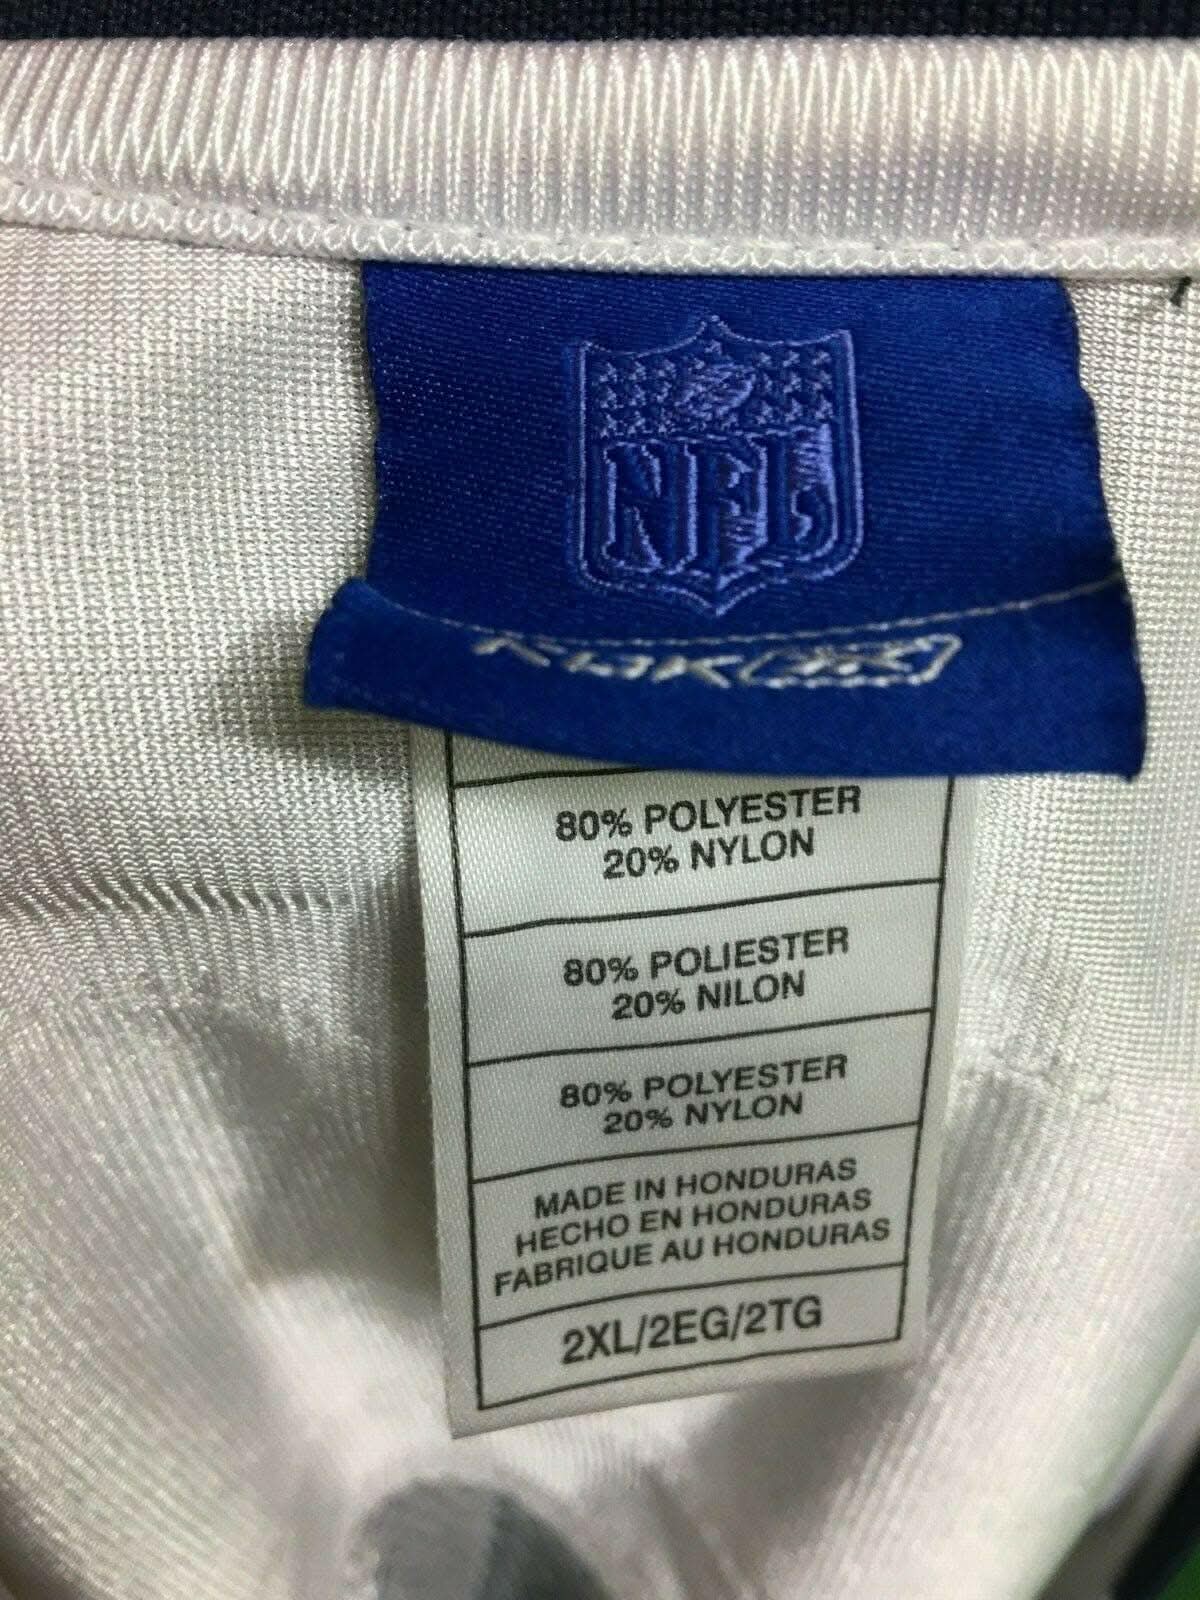 NFL
80% POLYESTER
20% NYLON
80% POLIESTER
20% NILON
80% POLYESTER
20% NYLON
MADE IN HONDURAS
HECHO EN HONDURAS
FABRIQUE AU HONDURAS
2XL/2EG/2TG